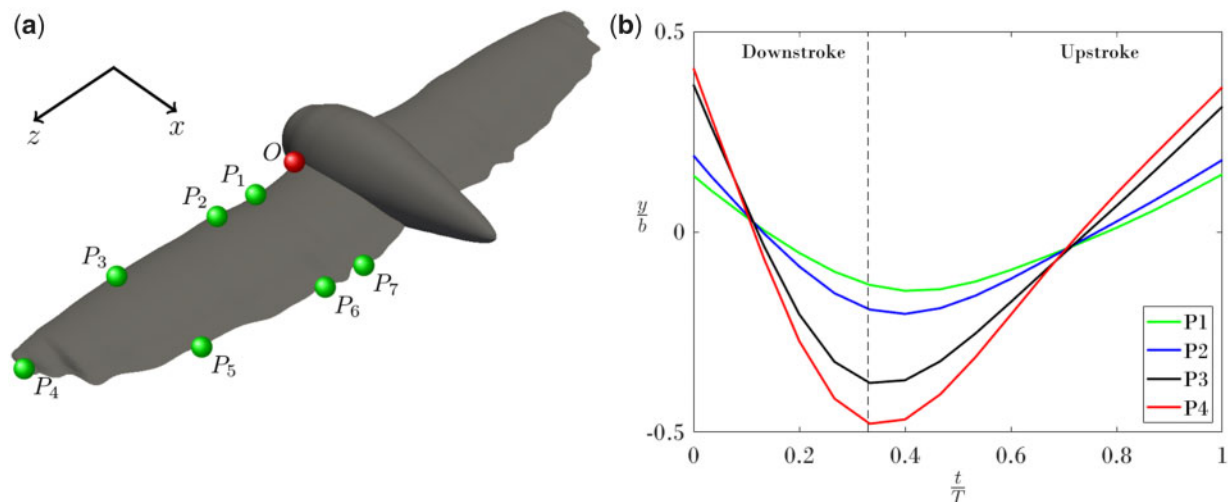 (a)
z
x
O
P1
P2
P3
P4
P5
P6
P7
(b)
Downstroke
Upstroke
y/b
0.5
0
-0.5
P1
P2
P3
P4
0 0.2 0.4 0.6 0.8 1
t/T